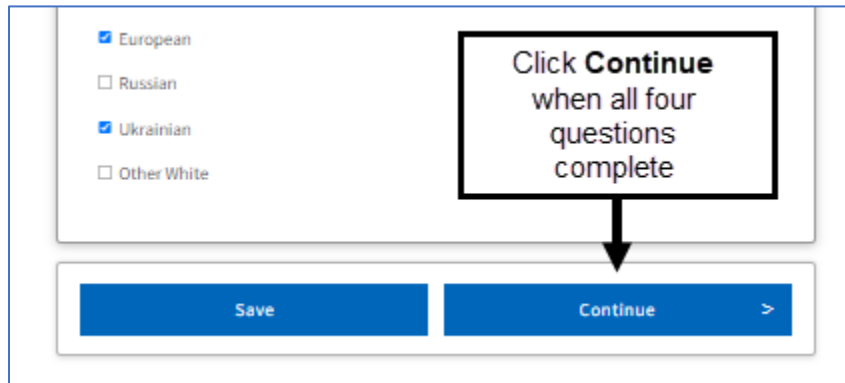 European
Russian
Ukrainian
Other White
Click Continue
when all four
questions
complete
Save
Continue >